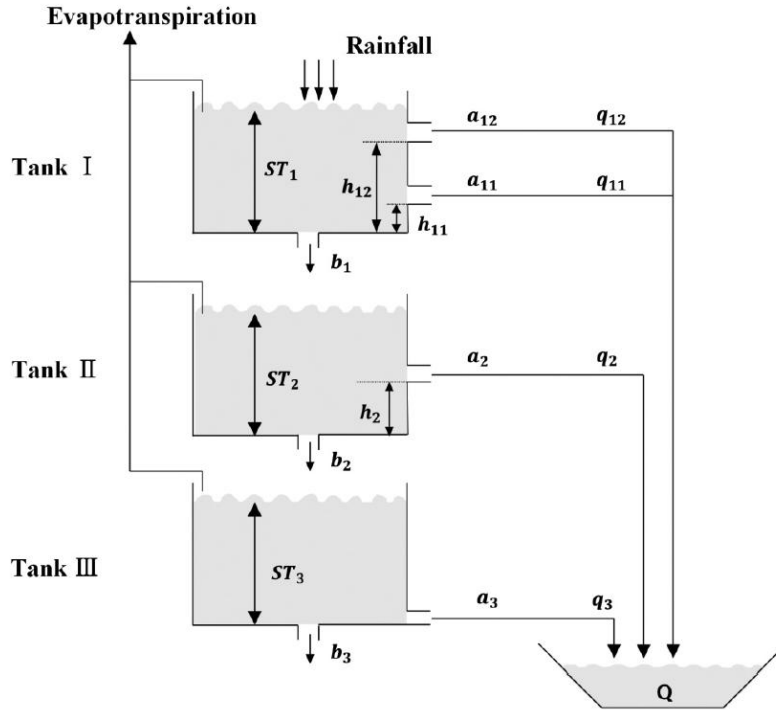 Evapotranspiration
Rainfall
Tank Ⅰ
ST₁
h₁₂
h₁₁
a₁₂
q₁₂
a₁₁
q₁₁
b₁
Tank Ⅱ
ST₂
h₂
a₂
q₂
b₂
Tank Ⅲ
ST₃
a₃
q₃
b₃
Q